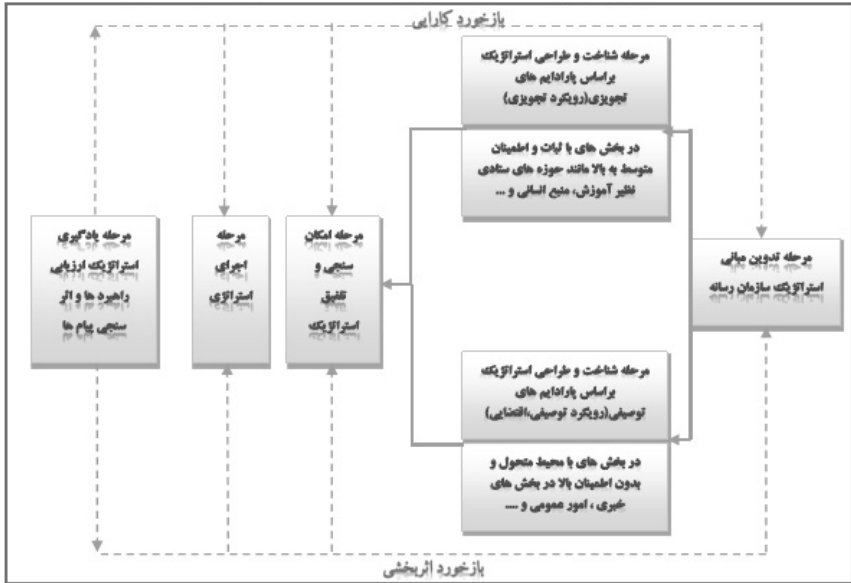 بازخورد کارایی
مرحله تدوین مبانی
استراتژیک سازمان رسانه
مرحله شناخت و طراحی استراتژیک
براساس پارادایم های
تجویزی(رویکرد تجویزی)
در بخش های با ثبات و اطمینان
متوسط به بالا مانند حوزه های ستادی
نظیر آموزش، منبع انسانی و ...
مرحله شناخت و طراحی استراتژیک
براساس پارادایم های
توصیفی(رویکرد توصیفی،اقتضایی)
در بخش های با محیط متحول و
بدون اطمینان بالا در بخش های
خبری ، امور عمومی و ....
مرحله امکان
سنجی و
تلفیق
استراتژیک
مرحله
اجرای
استراتژی
مرحله یادگیری
استراتژیک ارزیابی
راهبرد ها و اثر
سنجی پیام ها
بازخورد اثربخشی